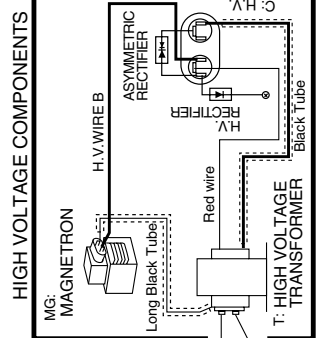 HIGH VOLTAGE COMPONENTS
MG:
MAGNETRON
H.V.WIRE B
ASYMMETRIC
RECTIFIER
C: H.V.
H.V.
RECTIFIER
Long Black Tube
Red wire
Black Tube
T: HIGH VOLTAGE
TRANSFORMER